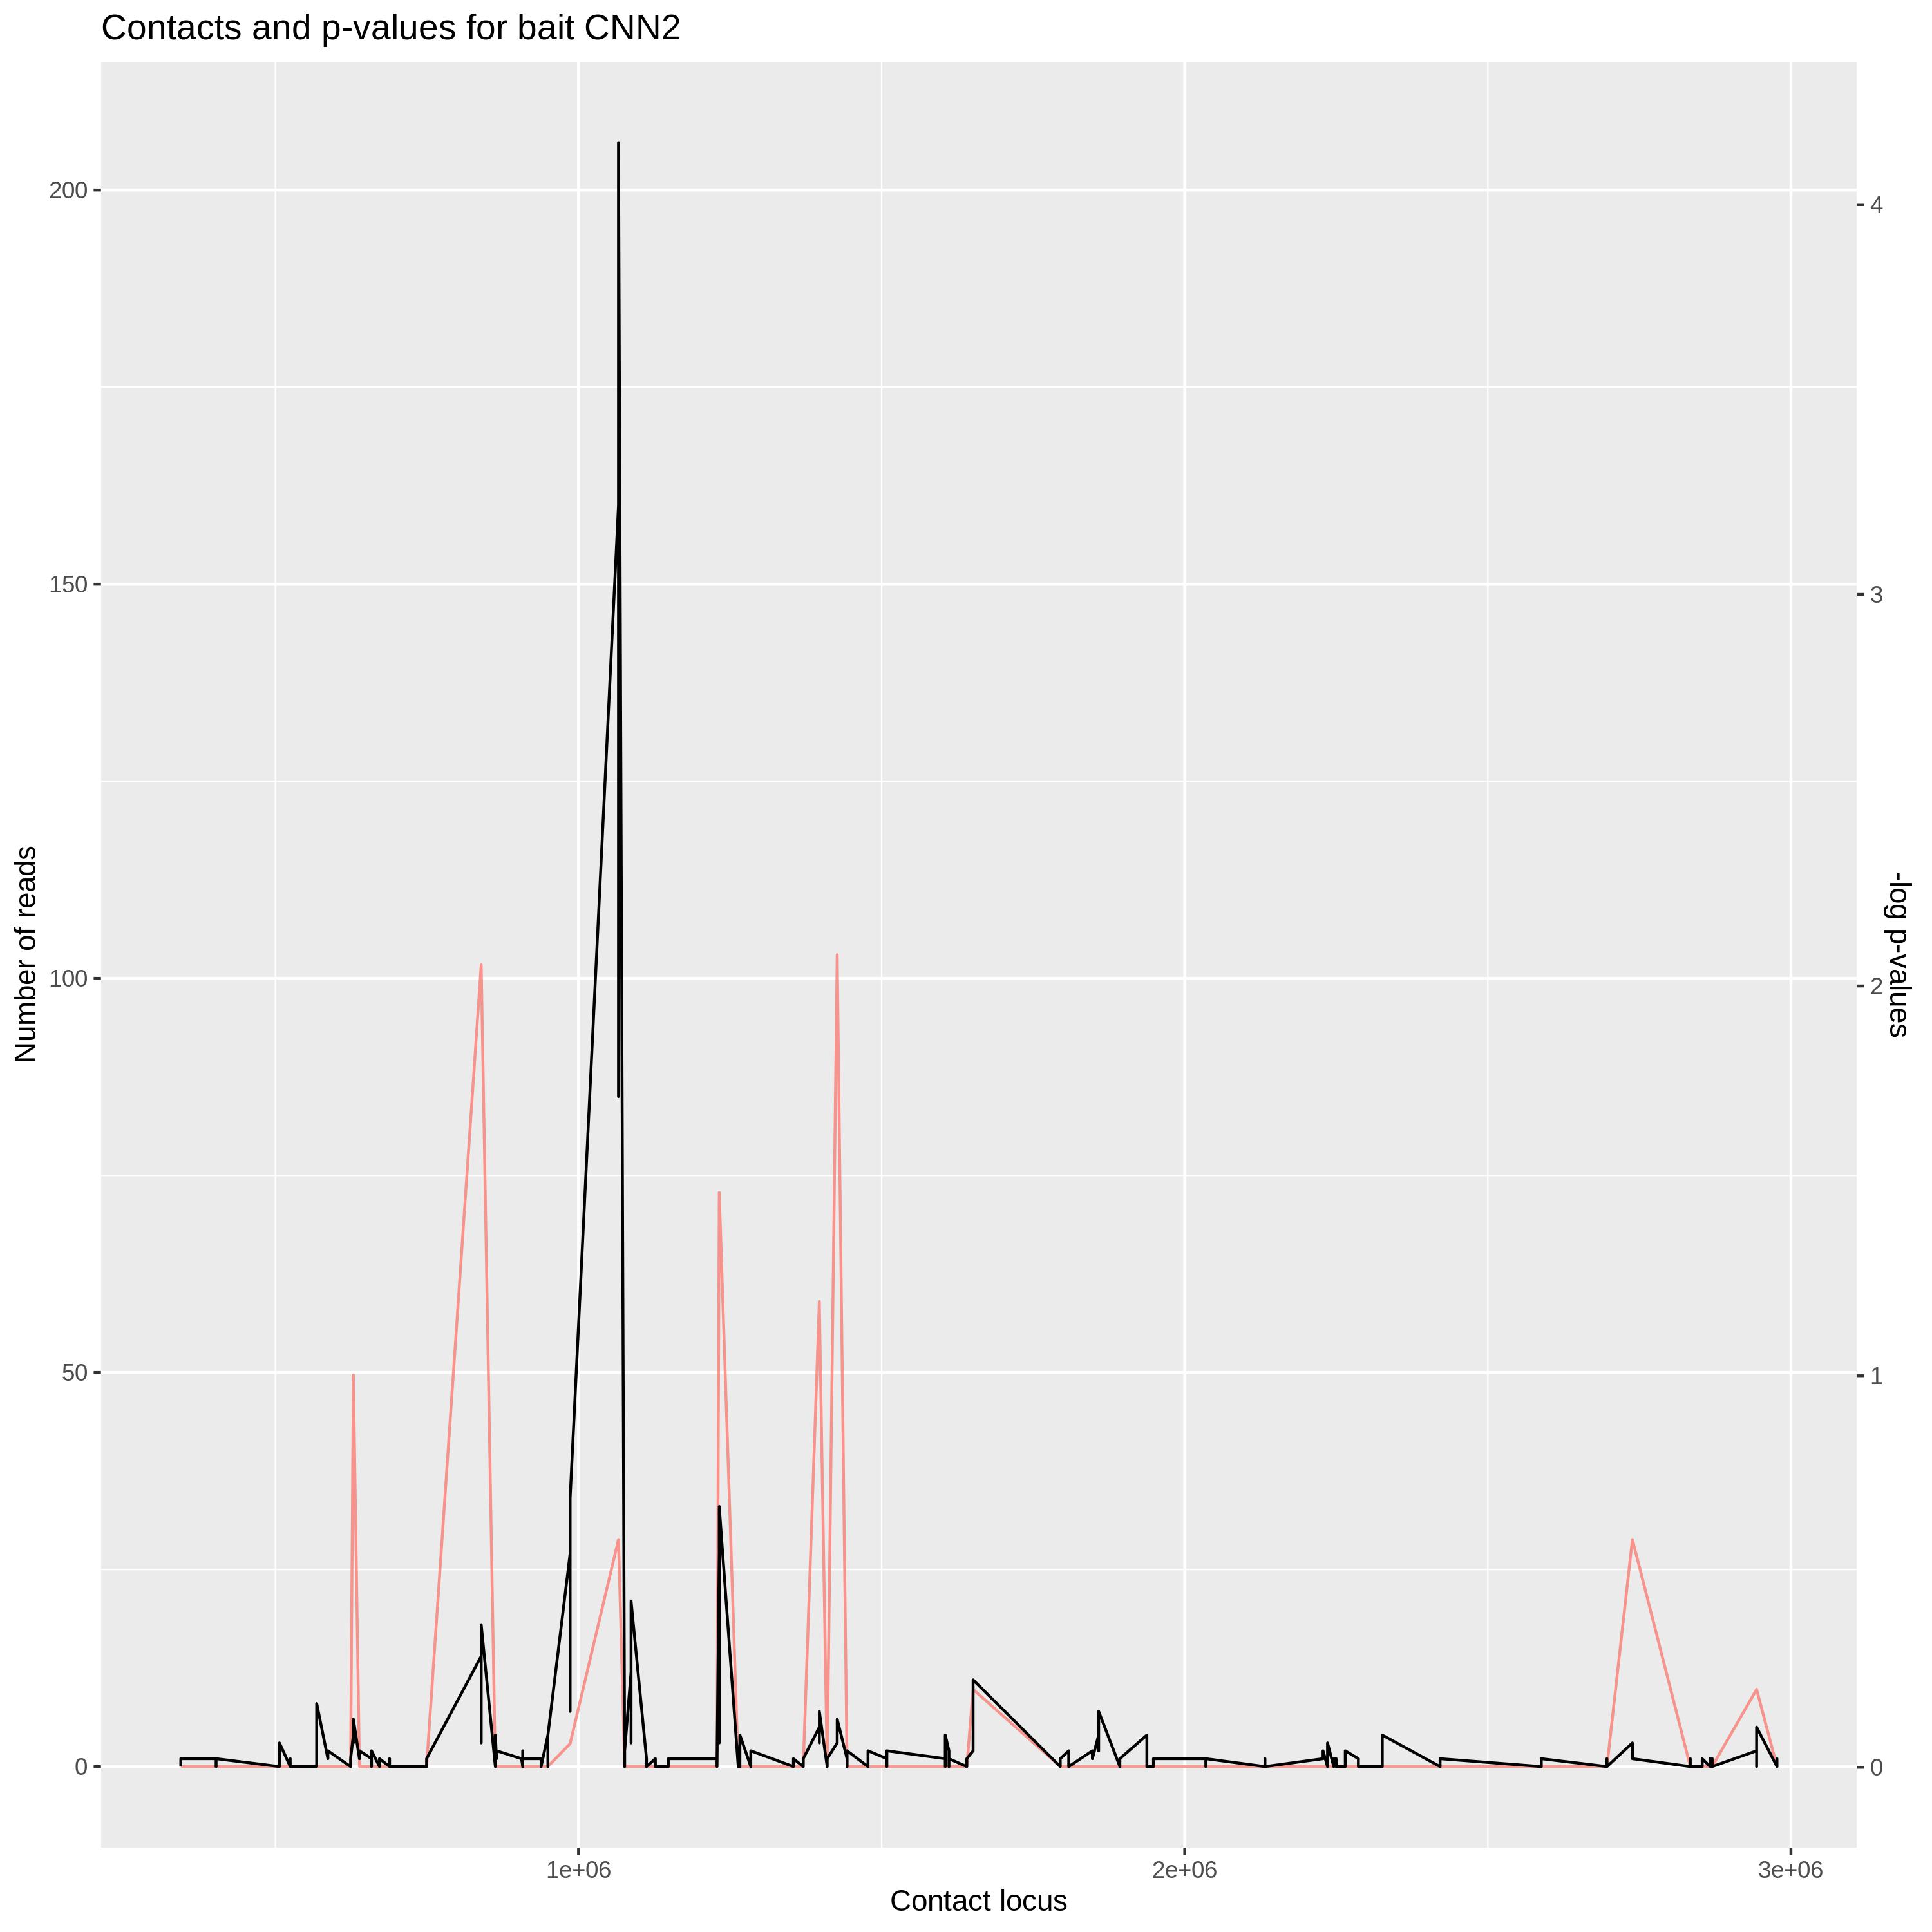 Contacts and p-values for bait CNN2
200
150
100
50
0
4
3
2
1
0
Number of reads
-log p-values
1e+06
2e+06
3e+06
Contact locus